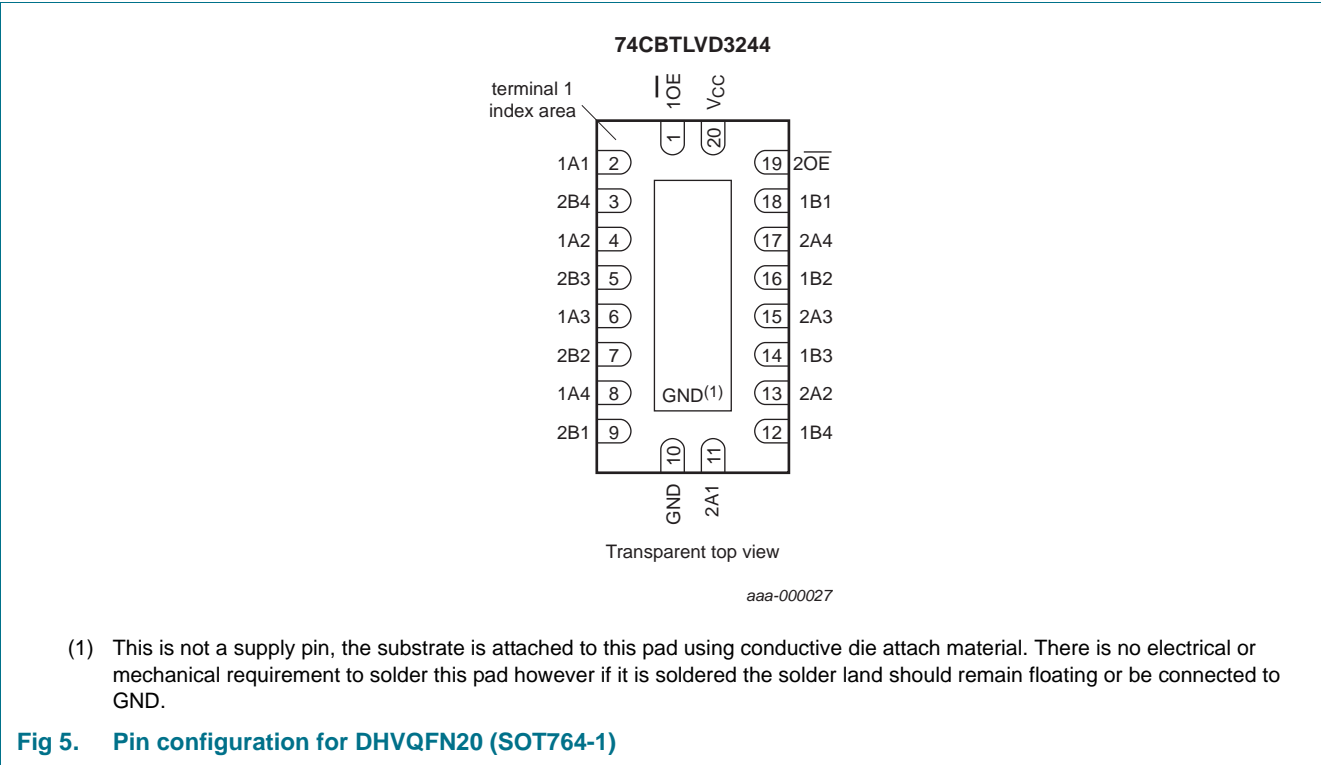 74CBTLVD3244
terminal 1
index area
1OE
VCC
1
20
1A1 2
19 2OE
2B4 3
18 1B1
1A2 4
17 2A4
2B3 5
16 1B2
1A3 6
15 2A3
2B2 7
14 1B3
1A4 8
GND(1)
13 2A2
2B1 9
12 1B4
10
11
GND
2A1
Transparent top view
aaa-000027
(1) This is not a supply pin, the substrate is attached to this pad using conductive die attach material. There is no electrical or
mechanical requirement to solder this pad however if it is soldered the solder land should remain floating or be connected to
GND.
Fig 5. Pin configuration for DHVQFN20 (SOT764-1)